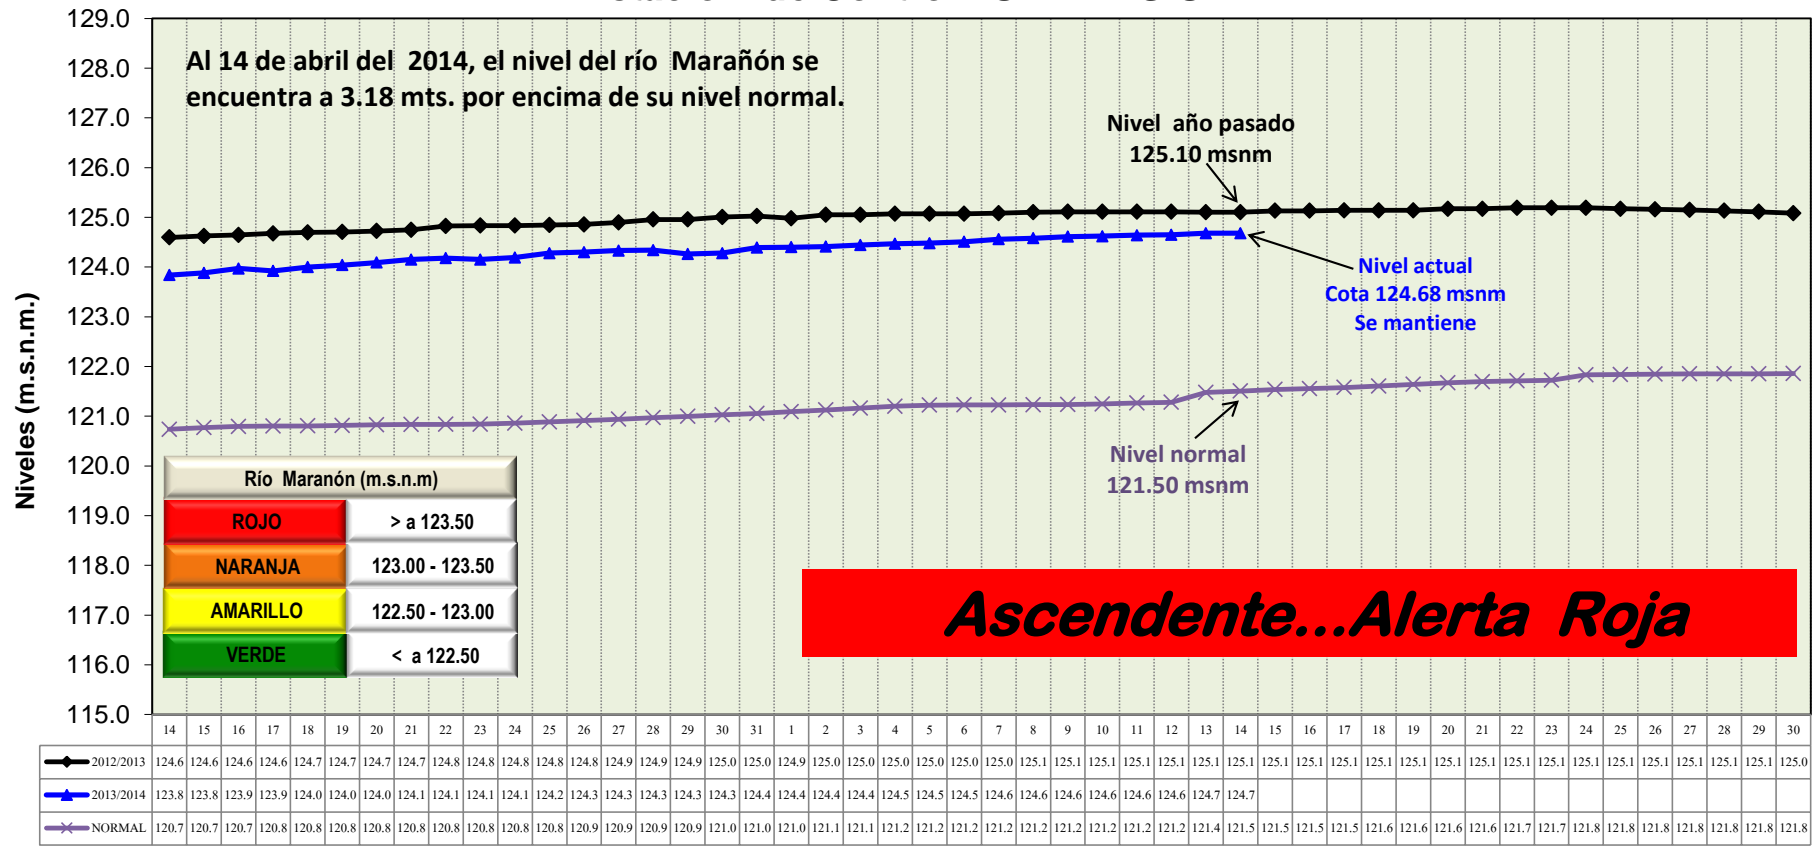 129.0
128.0
127.0
126.0
125.0
124.0
123.0
122.0
121.0
120.0
119.0
118.0
117.0
116.0
115.0
Niveles (m.s.n.m.)
Al 14 de abril del 2014, el nivel del río Marañón se
encuentra a 3.18 mts. por encima de su nivel normal.
Nivel año pasado
125.10 msnm
Nivel actual
Cota 124.68 msnm
Se mantiene
Nivel normal
121.50 msnm
Río Maranón (m.s.n.m)
ROJO > a 123.50
NARANJA 123.00 - 123.50
AMARILLO 122.50 - 123.00
VERDE < a 122.50
Ascendente...Alerta Roja
14 15 16 17 18 19 20 21 22 23 24 25 26 27 28 29 30 31 1 2 3 4 5 6 7 8 9 10 11 12 13 14 15 16 17 18 19 20 21 22 23 24 25 26 27 28 29 30
2012/2013 124.6 124.6 124.6 124.6 124.7 124.7 124.7 124.7 124.8 124.8 124.8 124.8 124.8 124.9 124.9 124.9 125.0 125.0 124.9 125.0 125.0 125.0 125.0 125.0 125.0 125.1 125.1 125.1 125.1 125.1 125.1 125.1 125.1 125.1 125.1 125.1 125.1 125.1 125.1 125.1 125.1 125.1 125.1 125.1 125.1 125.1 125.1 125.0
2013/2014 123.8 123.8 123.9 123.9 124.0 124.0 124.0 124.1 124.1 124.1 124.1 124.2 124.3 124.3 124.3 124.3 124.3 124.4 124.4 124.4 124.4 124.5 124.5 124.5 124.6 124.6 124.6 124.6 124.6 124.6 124.7 124.7
NORMAL 120.7 120.7 120.7 120.8 120.8 120.8 120.8 120.8 120.8 120.8 120.8 120.8 120.9 120.9 120.9 120.9 121.0 121.0 121.0 121.1 121.1 121.2 121.2 121.2 121.2 121.2 121.2 121.2 121.2 121.2 121.4 121.5 121.5 121.5 121.5 121.6 121.6 121.6 121.6 121.7 121.7 121.8 121.8 121.8 121.8 121.8 121.8 121.8